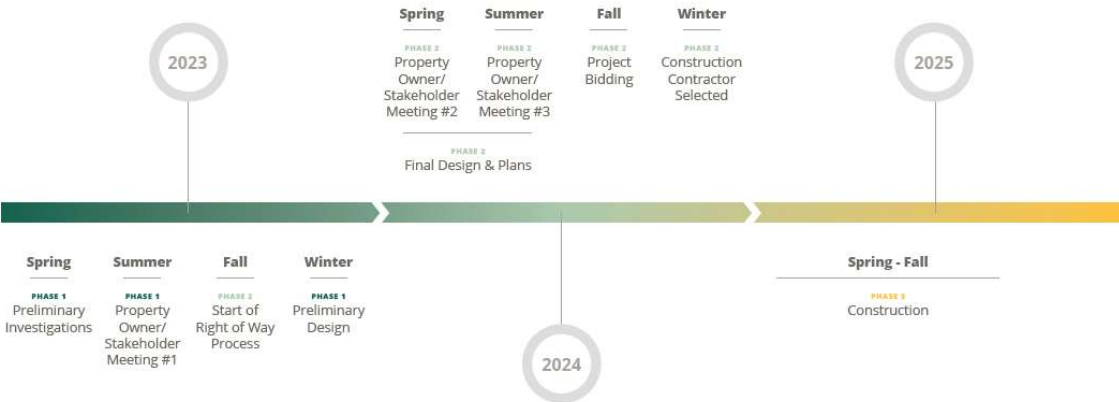 2023
Spring
PHASE 1
Preliminary
Investigations
Summer
PHASE 1
Property
Owner/
Stakeholder
Meeting #1
Fall
PHASE 2
Start of
Right of Way
Process
Winter
PHASE 1
Preliminary
Design
2024
Spring
PHASE 2
Property
Owner/
Stakeholder
Meeting #2
Summer
PHASE 2
Property
Owner/
Stakeholder
Meeting #3
PHASE 2
Final Design & Plans
Fall
PHASE 2
Project
Bidding
Winter
PHASE 2
Construction
Contractor
Selected
2025
Spring - Fall
PHASE 3
Construction